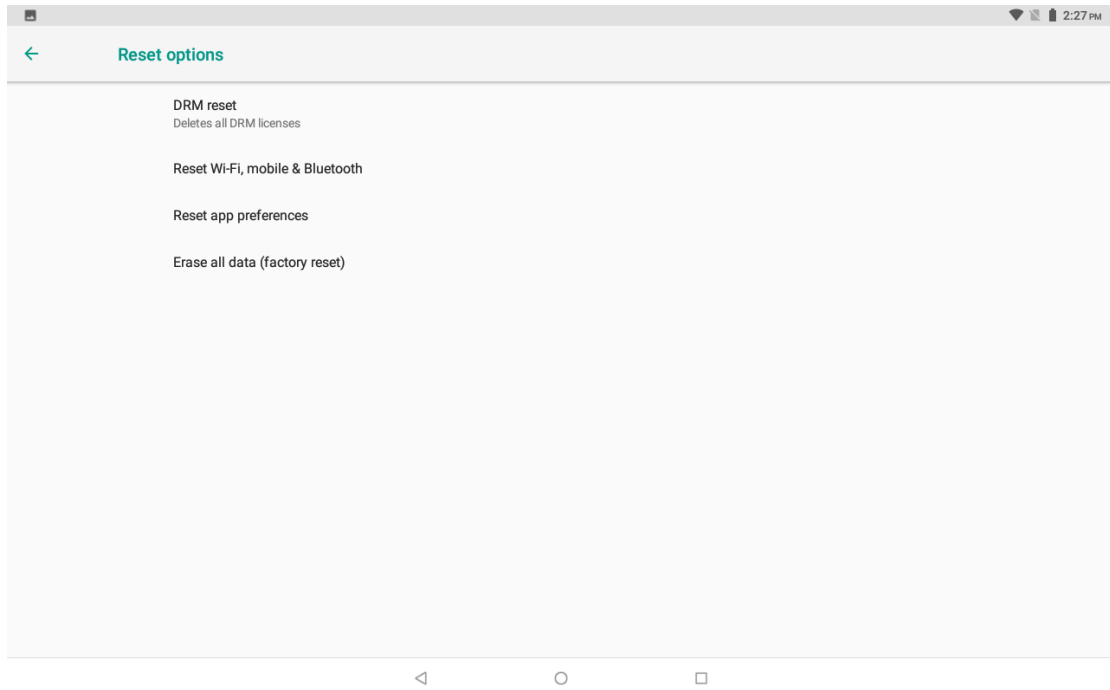 2:27 PM
Reset options
DRM reset
Deletes all DRM licenses
Reset Wi-Fi, mobile & Bluetooth
Reset app preferences
Erase all data (factory reset)